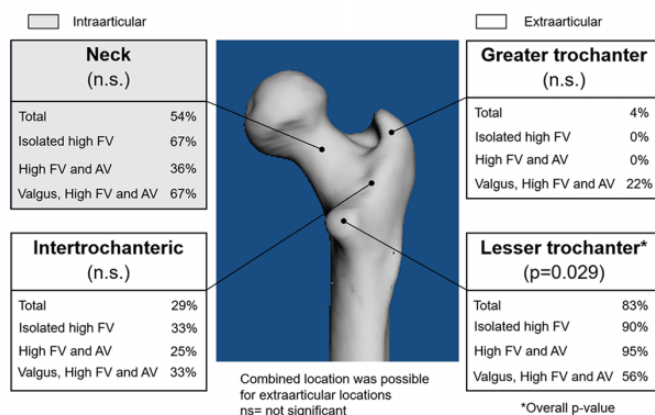 Intraarticular
Extraarticular
Neck
(n.s.)
Total 54%
Isolated high FV 67%
High FV and AV 36%
Valgus, High FV and AV 67%
Greater trochanter
(n.s.)
Total 4%
Isolated high FV 0%
High FV and AV 0%
Valgus, High FV and AV 22%
Intertrochanteric
(n.s.)
Total 29%
Isolated high FV 33%
High FV and AV 25%
Valgus, High FV and AV 33%
Lesser trochanter*
(p=0.029)
Total 83%
Isolated high FV 90%
High FV and AV 95%
Valgus, High FV and AV 56%
Combined location was possible
for extraarticular locations
ns= not significant
*Overall p-value